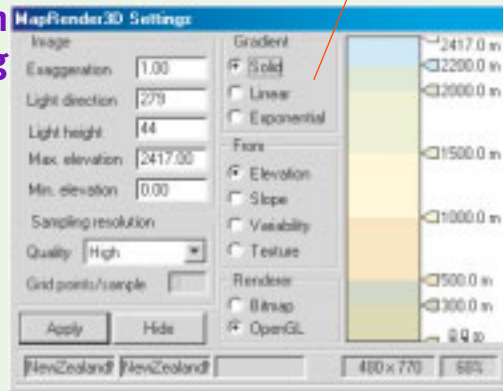 n
g
MapRender3D Settings
Image
Exaggeration 1.00
Light direction 279
Light height 44
Max. elevation 2417.00
Min. elevation 0.00
Sampling resolution
Quality High
Grid points/sample
Apply Hide
Gradient
Solid
Linear
Exponential
From
Elevation
Slope
Variability
Texture
Renderer
Bitmap
OpenGL
2417.0 m
2200.0 m
2000.0 m
1500.0 m
1000.0 m
500.0 m
300.0 m
NewZealandt NewZealandt 480 x 770 68%